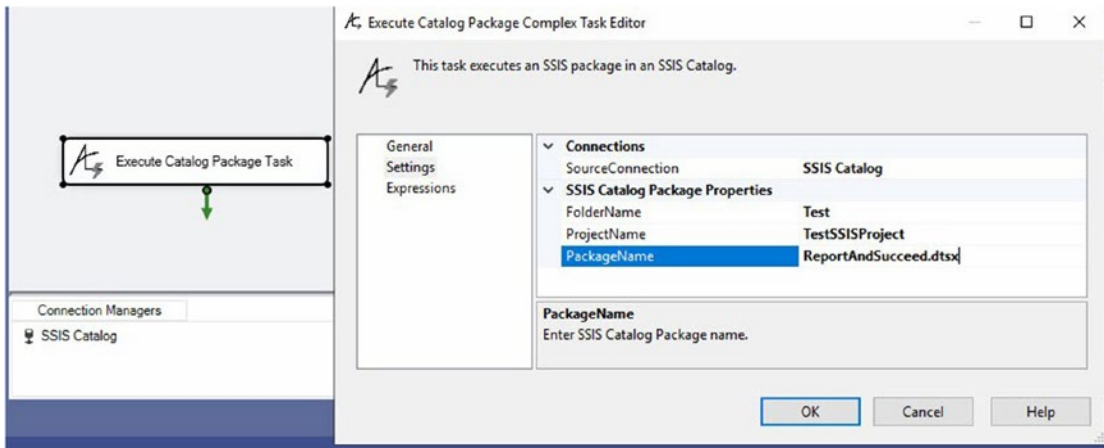 Execute Catalog Package Task
Connection Managers
SSIS Catalog
Execute Catalog Package Complex Task Editor
This task executes an SSIS package in an SSIS Catalog.
General
Settings
Expressions
Connections
SourceConnection SSIS Catalog
SSIS Catalog Package Properties
FolderName Test
ProjectName TestSSISProject
PackageName ReportAndSucceed.dtsx
PackageName
Enter SSIS Catalog Package name.
OK Cancel Help